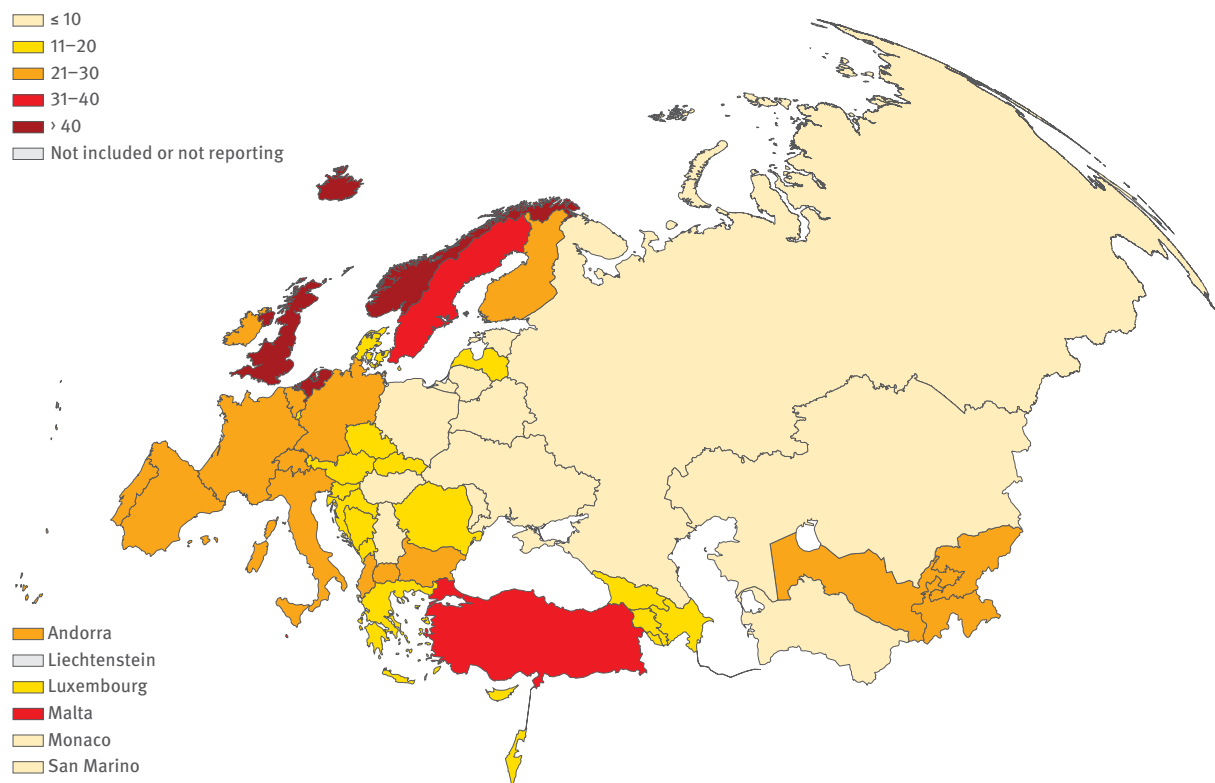 ≤ 10
11–20
21–30
31–40
› 40
Not included or not reporting
Andorra
Liechtenstein
Luxembourg
Malta
Monaco
San Marino